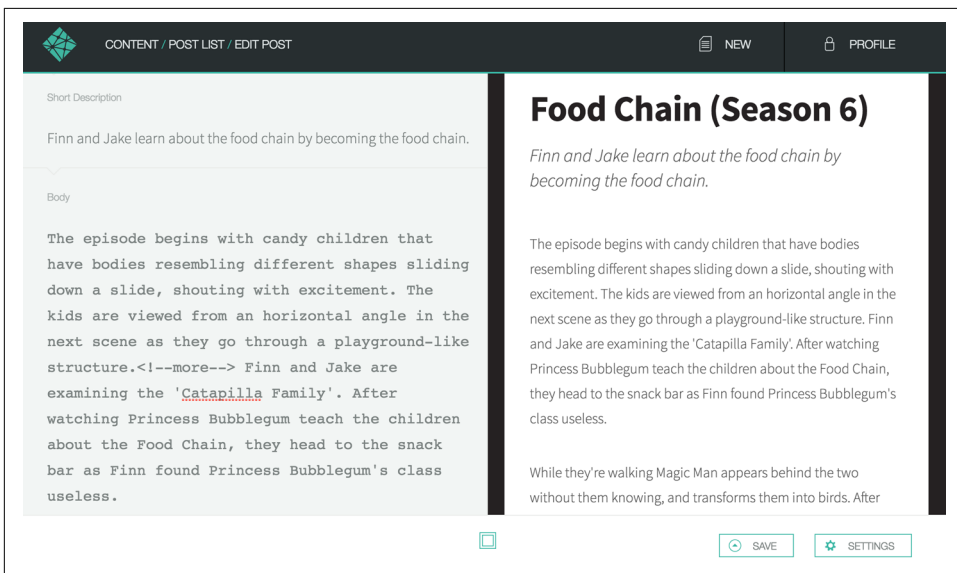 CONTENT / POST LIST / EDIT POST
NEW
PROFILE
Short Description
Finn and Jake learn about the food chain by becoming the food chain.
Body
The episode begins with candy children that
have bodies resembling different shapes sliding
down a slide, shouting with excitement. The
kids are viewed from an horizontal angle in the
next scene as they go through a playground-like
structure.<!--more--> Finn and Jake are
examining the 'Catapilla Family'. After
watching Princess Bubblegum teach the children
about the Food Chain, they head to the snack
bar as Finn found Princess Bubblegum's class
useless.
Food Chain (Season 6)
Finn and Jake learn about the food chain by
becoming the food chain.
The episode begins with candy children that have bodies
resembling different shapes sliding down a slide, shouting with
excitement. The kids are viewed from an horizontal angle in the
next scene as they go through a playground-like structure. Finn
and Jake are examining the 'Catapilla Family'. After watching
Princess Bubblegum teach the children about the Food Chain,
they head to the snack bar as Finn found Princess Bubblegum's
class useless.
While they're walking Magic Man appears behind the two
without them knowing, and transforms them into birds. After
SAVE
SETTINGS